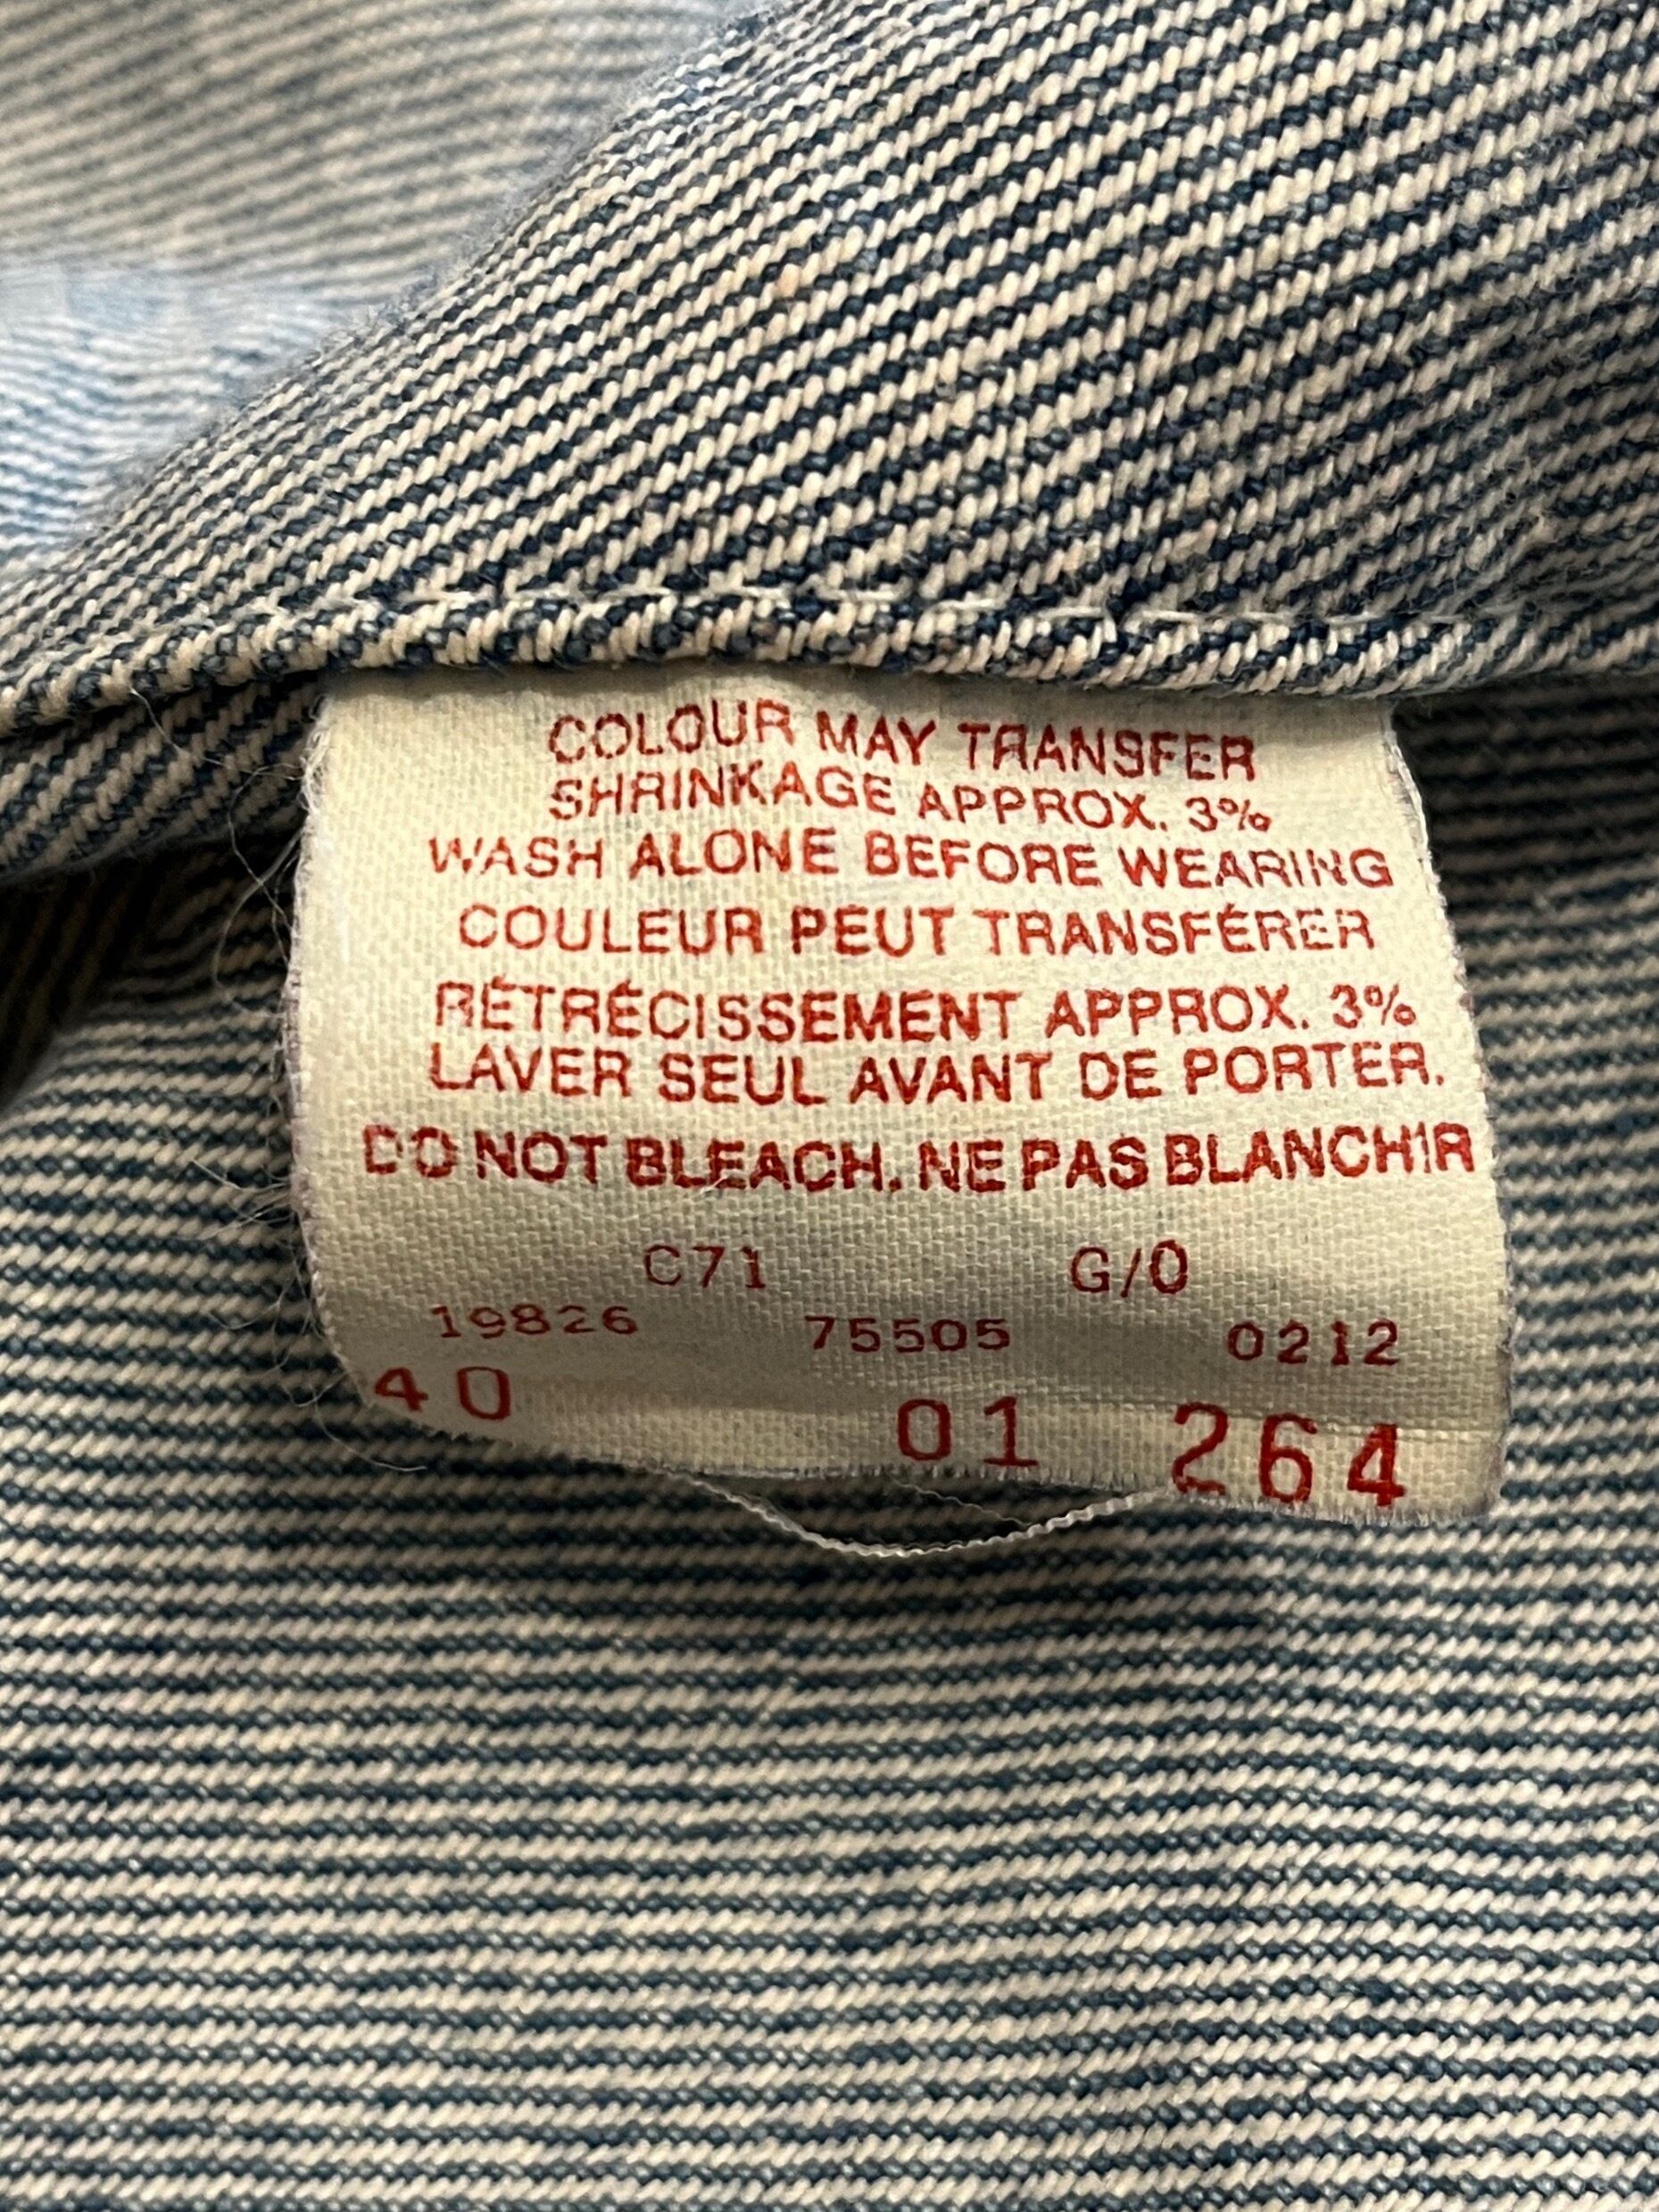 COLOUR MAY TRANSFER
SHRINKAGE APPROX. 3%
WASH ALONE BEFORE WEARING
COULEUR PEUT TRANSFÉRER
RÉTRÉCISSEMENT APPROX. 3%
LAVER SEUL AVANT DE PORTER.
DO NOT BLEACH. NE PAS BLANCHIR
C71 G/0
19826 75505 0212
40 01 264